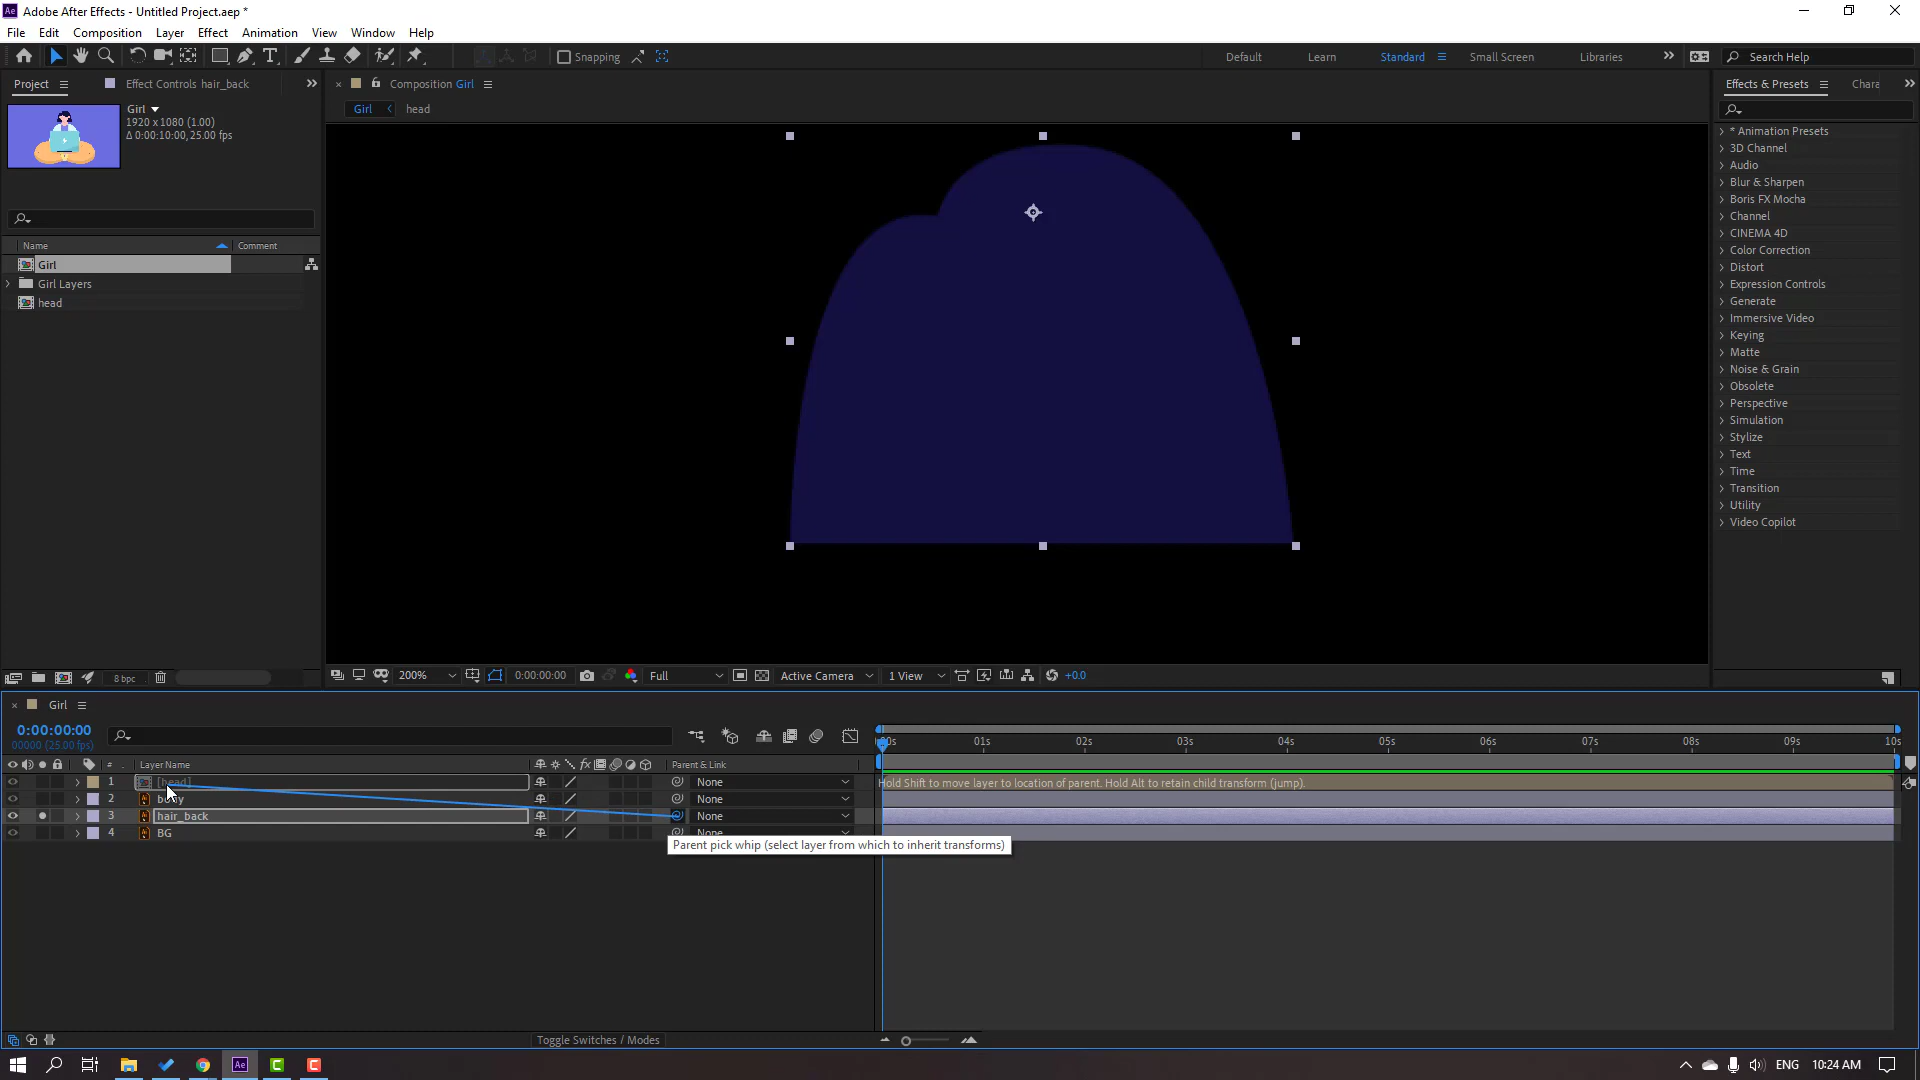 Adobe After Effects - Untitled Project.aep *
File Edit Composition Layer Effect Animation View Window Help
Snapping Default Learn Standard Small Screen Libraries Search Help
Project Effect Controls hair_back Composition Girl Effects & Presets Chara
Girl head
Girl
1920 x 1080 (1.00)
Δ 0:00:10:00, 25.00 fps
Name Comment
Girl
Girl Layers
head
* Animation Presets
3D Channel
Audio
Blur & Sharpen
Boris FX Mocha
Channel
CINEMA 4D
Color Correction
Distort
Expression Controls
Generate
Immersive Video
Keying
Matte
Noise & Grain
Obsolete
Perspective
Simulation
Stylize
Text
Time
Transition
Utility
Video Copilot
8 bpc 200% 0:00:00:00 Full Active Camera 1 View +0.0
Girl
0:00:00:00
00000 (25.00 fps)
:00s 01s 02s 03s 04s 05s 06s 07s 08s 09s 10s
# Layer Name Parent & Link
1 [head] None Hold Shift to move layer to location of parent. Hold Alt to retain child transform (jump).
2 body None
3 hair_back None
4 BG None
Parent pick whip (select layer from which to inherit transforms)
Toggle Switches / Modes
Ae ENG 10:24 AM